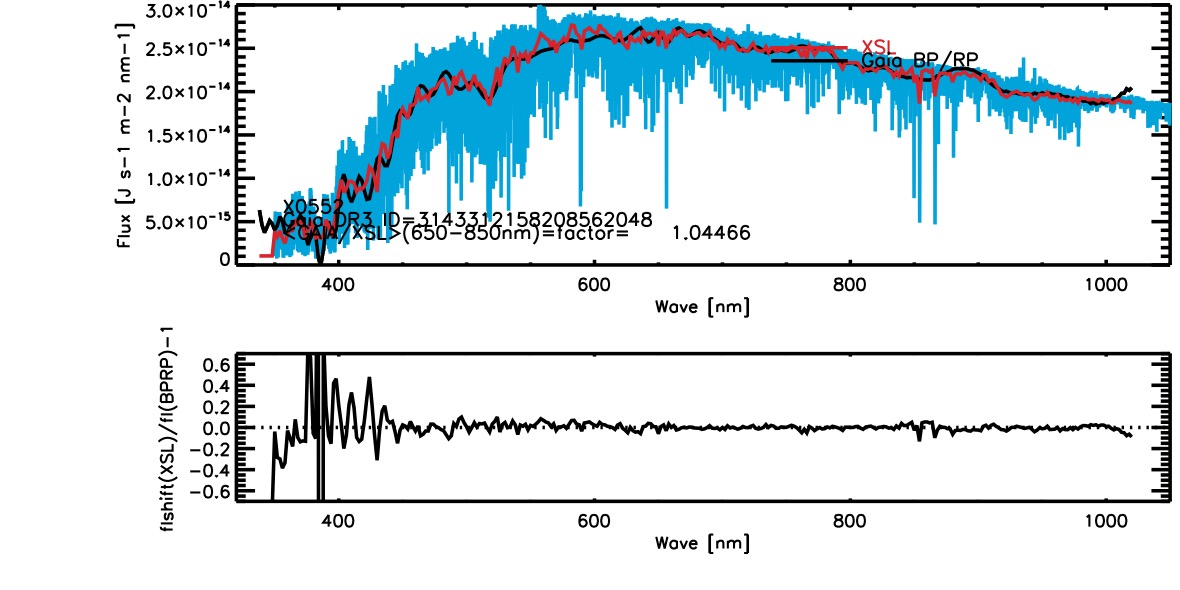 3.0×10⁻¹⁴
2.5×10⁻¹⁴
2.0×10⁻¹⁴
1.5×10⁻¹⁴
1.0×10⁻¹⁴
5.0×10⁻¹⁵
0
Flux [J s−1 m−2 nm−1]
XSL
Gaia BP/RP
X0552
Gaia DR3 ID=3143312158208562048
<GAIA/XSL>(650−850nm)=factor= 1.04466
400 600 800 1000
Wave [nm]
0.6
0.4
0.2
0.0
−0.2
−0.4
−0.6
flshift(XSL)/fl(BPRP)−1
400 600 800 1000
Wave [nm]